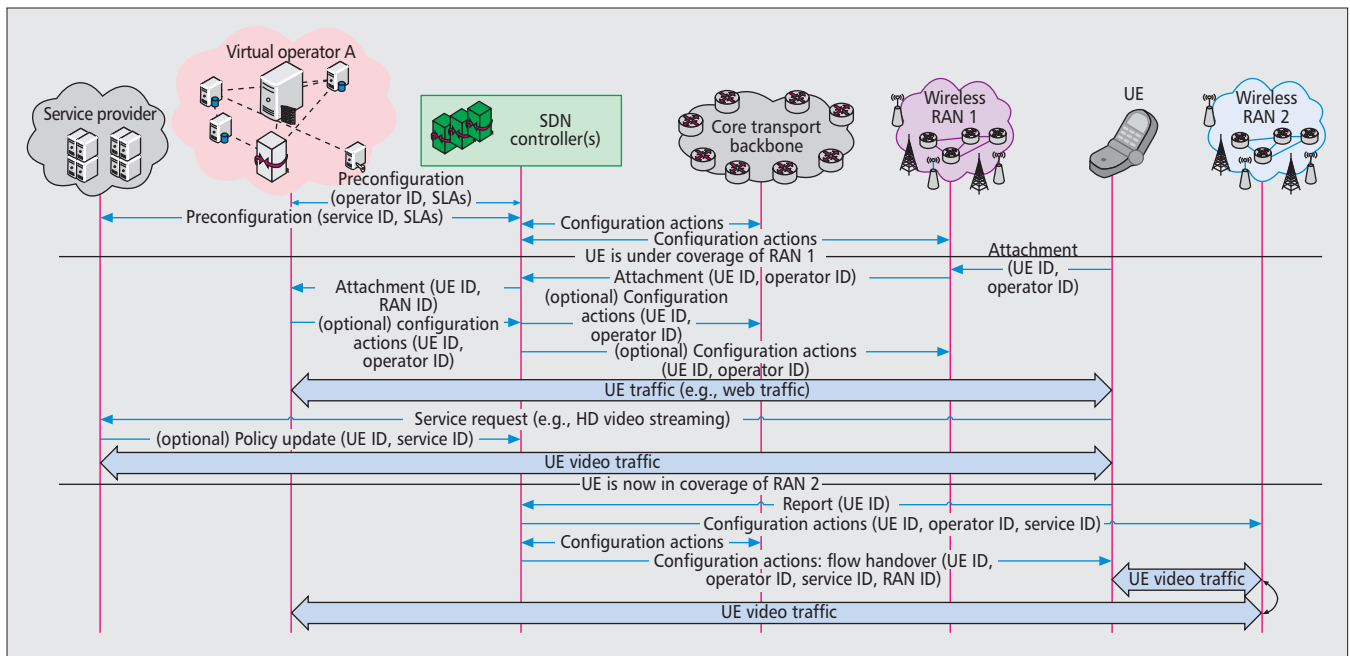 Virtual operator A
Service provider
SDN
controller(s)
Core transport
backbone
Wireless
RAN 1
UE
Wireless
RAN 2
Preconfiguration
(operator ID, SLAs)
Preconfiguration (service ID, SLAs)
Configuration actions
Configuration actions
UE is under coverage of RAN 1
Attachment
(UE ID,
operator ID)
Attachment (UE ID, operator ID)
Attachment (UE ID,
RAN ID)
(optional) Configuration
actions (UE ID,
operator ID)
(optional) configuration
actions (UE ID,
operator ID)
(optional) Configuration actions
(UE ID, operator ID)
UE traffic (e.g., web traffic)
Service request (e.g., HD video streaming)
(optional) Policy update (UE ID, service ID)
UE video traffic
UE is now in coverage of RAN 2
Report (UE ID)
Configuration actions (UE ID, operator ID, service ID)
Configuration actions
Configuration actions: flow handover (UE ID,
operator ID, service ID, RAN ID)
UE video traffic
UE video traffic